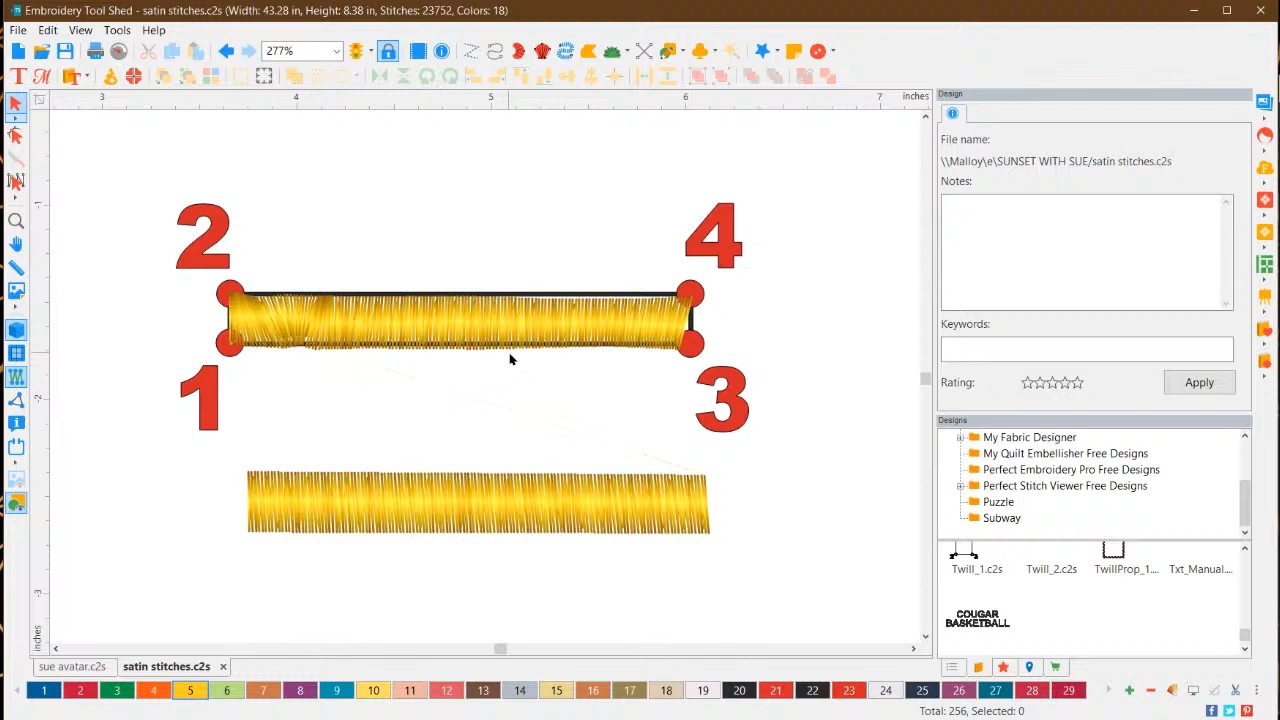 Embroidery Tool Shed - satin stitches.c2s (Width: 43.28 in, Height: 8.38 in, Stitches: 23752, Colors: 18)
File Edit View Tools Help
277%
3 4 5 6 7 inches
Design
File name:
\\Malloy\e\SUNSET WITH SUE/satin stitches.c2s
Notes:
2 4
1 3
Keywords:
Rating: Apply
Designs
My Fabric Designer
My Quilt Embellisher Free Designs
Perfect Embroidery Pro Free Designs
Perfect Stitch Viewer Free Designs
Puzzle
Subway
Twill_1.c2s Twill_2.c2s TwillProp_1.... Txt_Manual....
COUGAR
BASKETBALL
-1
-2
-3
inches
sue avatar.c2s satin stitches.c2s
1 2 3 4 5 6 7 8 9 10 11 12 13 14 15 16 17 18 19 20 21 22 23 24 25 26 27 28 29
Total: 256, Selected: 0